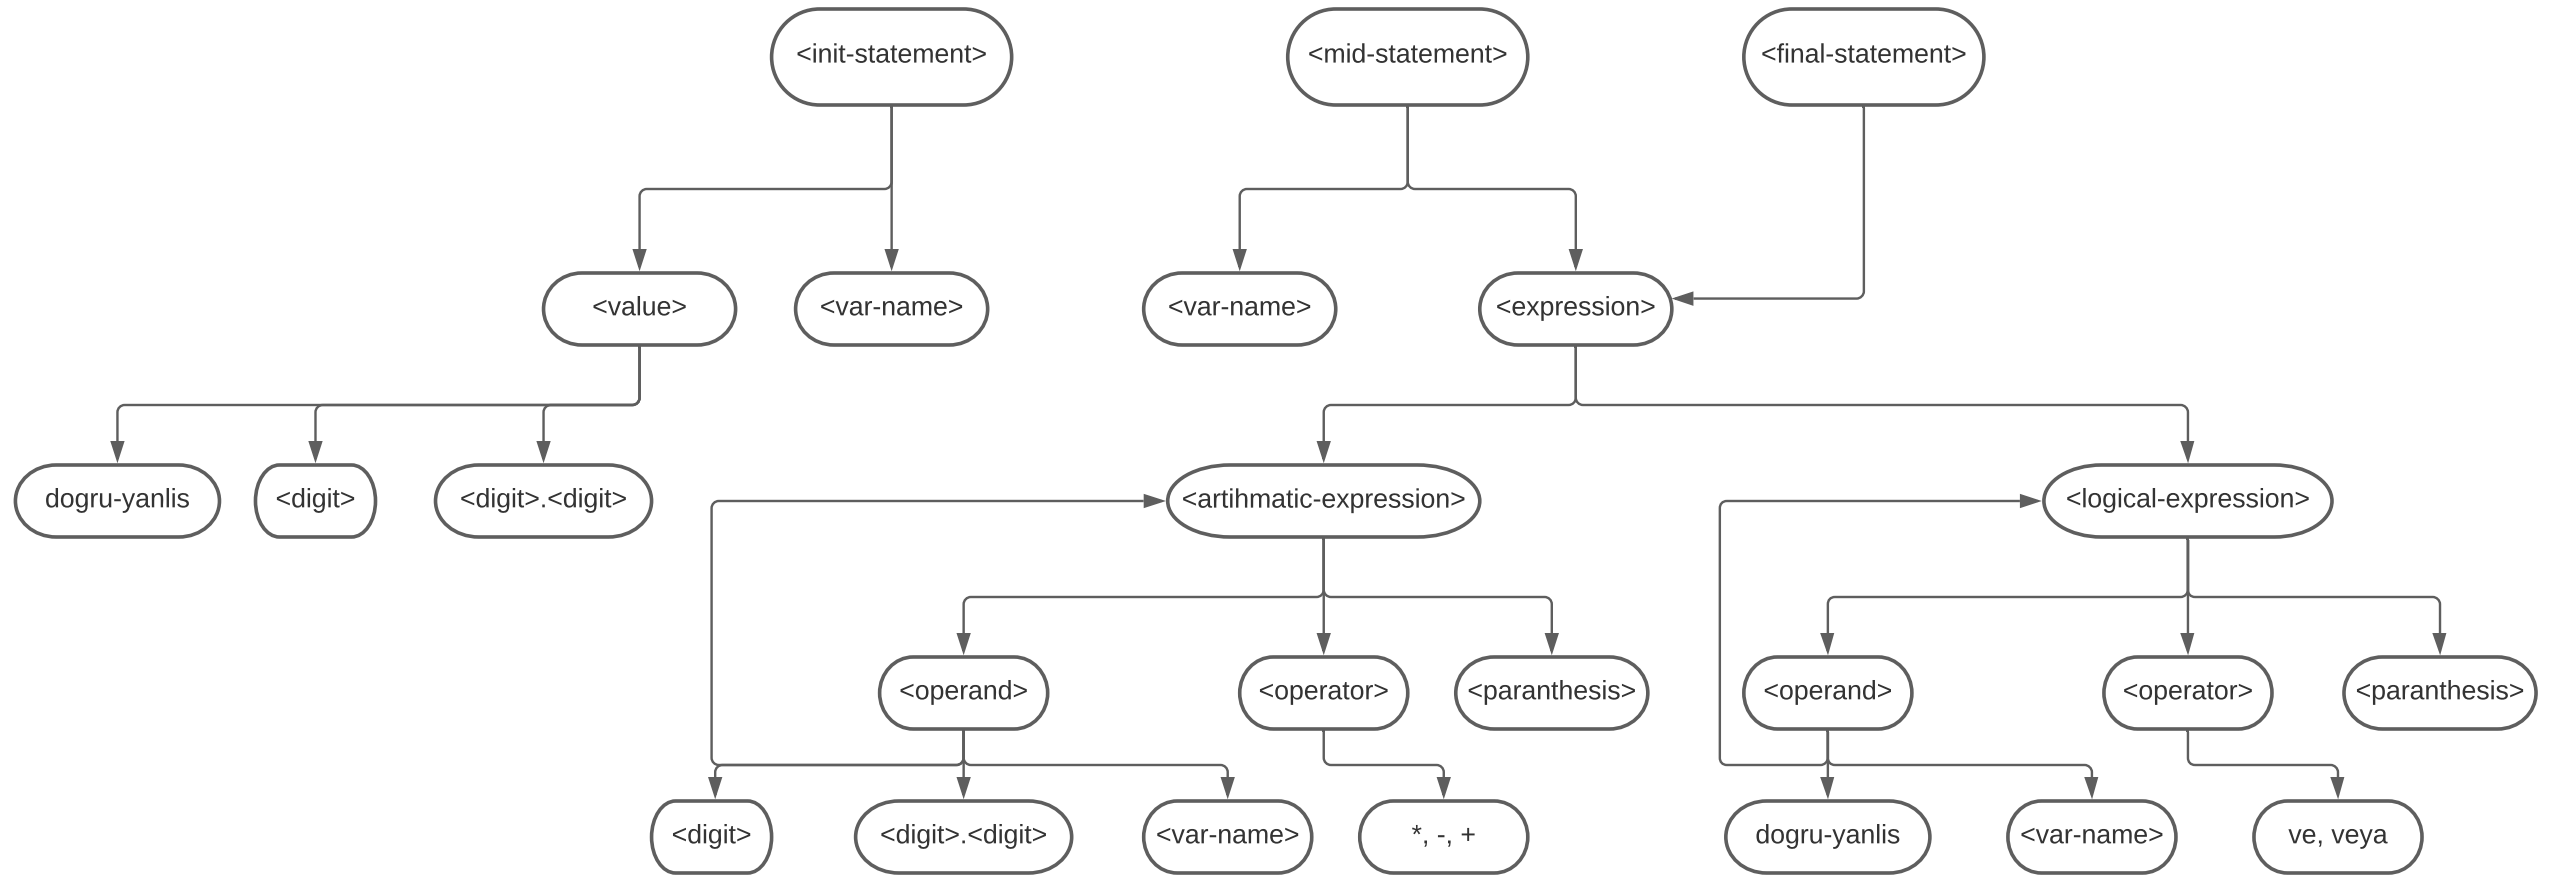 <init-statement>
<mid-statement>
<final-statement>
<value>
<var-name>
<var-name>
<expression>
dogru-yanlis
<digit>
<digit>.<digit>
<artihmatic-expression>
<logical-expression>
<operand>
<operator>
<paranthesis>
<operand>
<operator>
<paranthesis>
<digit>
<digit>.<digit>
<var-name>
*, -, +
dogru-yanlis
<var-name>
ve, veya